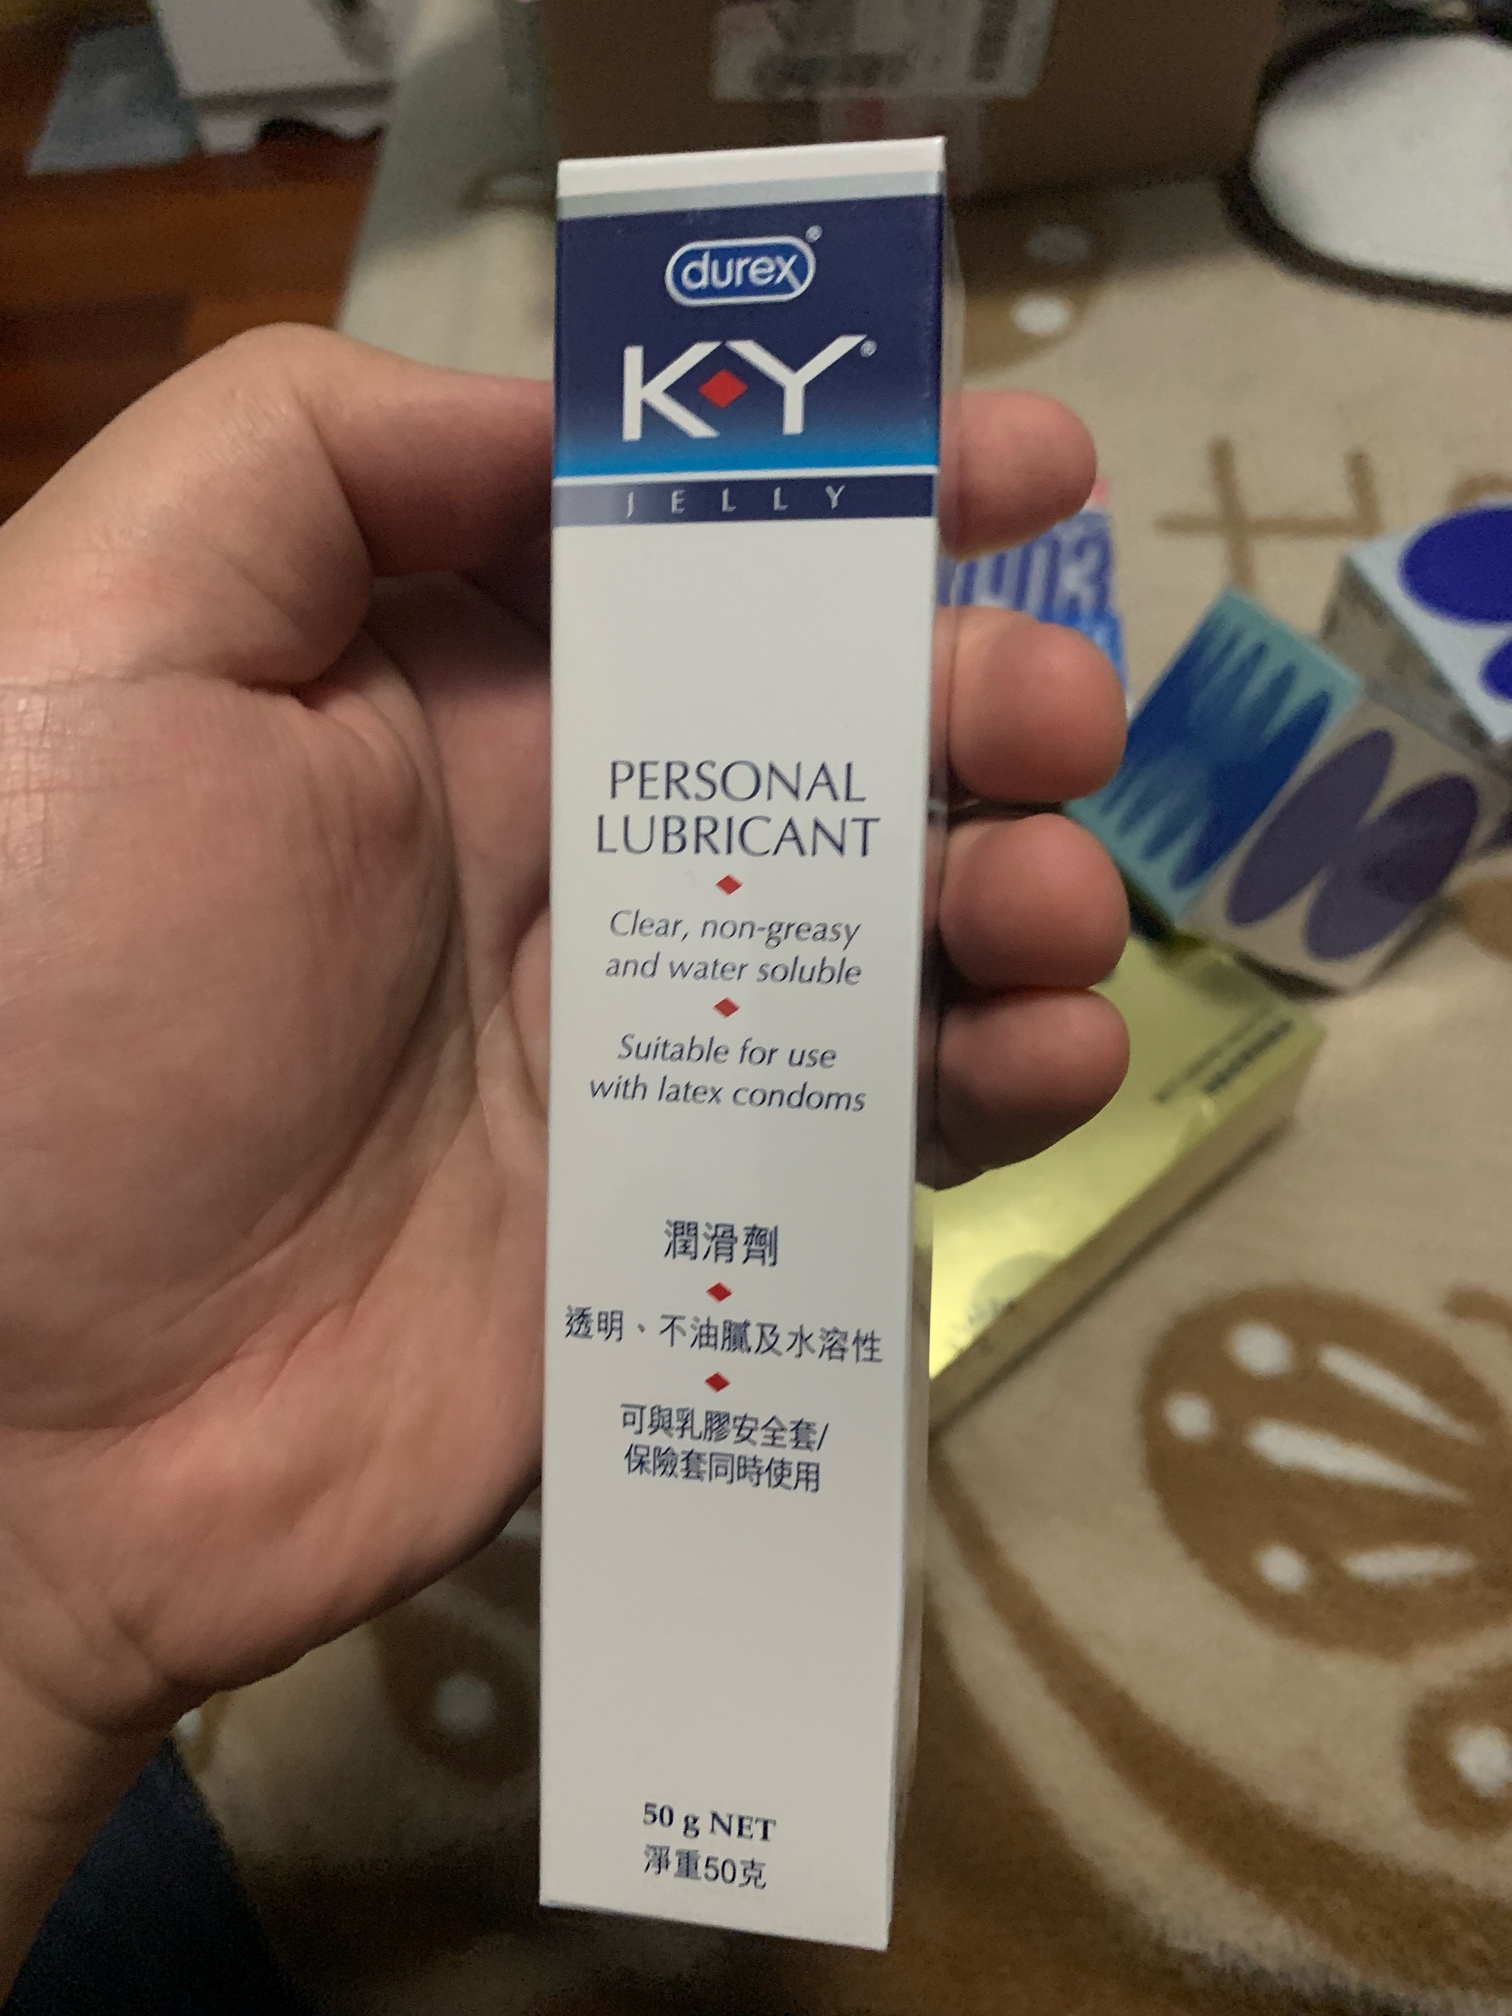 durex®
K♦Y®
JELLY
PERSONAL
LUBRICANT
Clear, non-greasy
and water soluble
Suitable for use
with latex condoms
潤滑劑
透明、不油膩及水溶性
可與乳膠安全套/
保險套同時使用
50 g NET
淨重50克